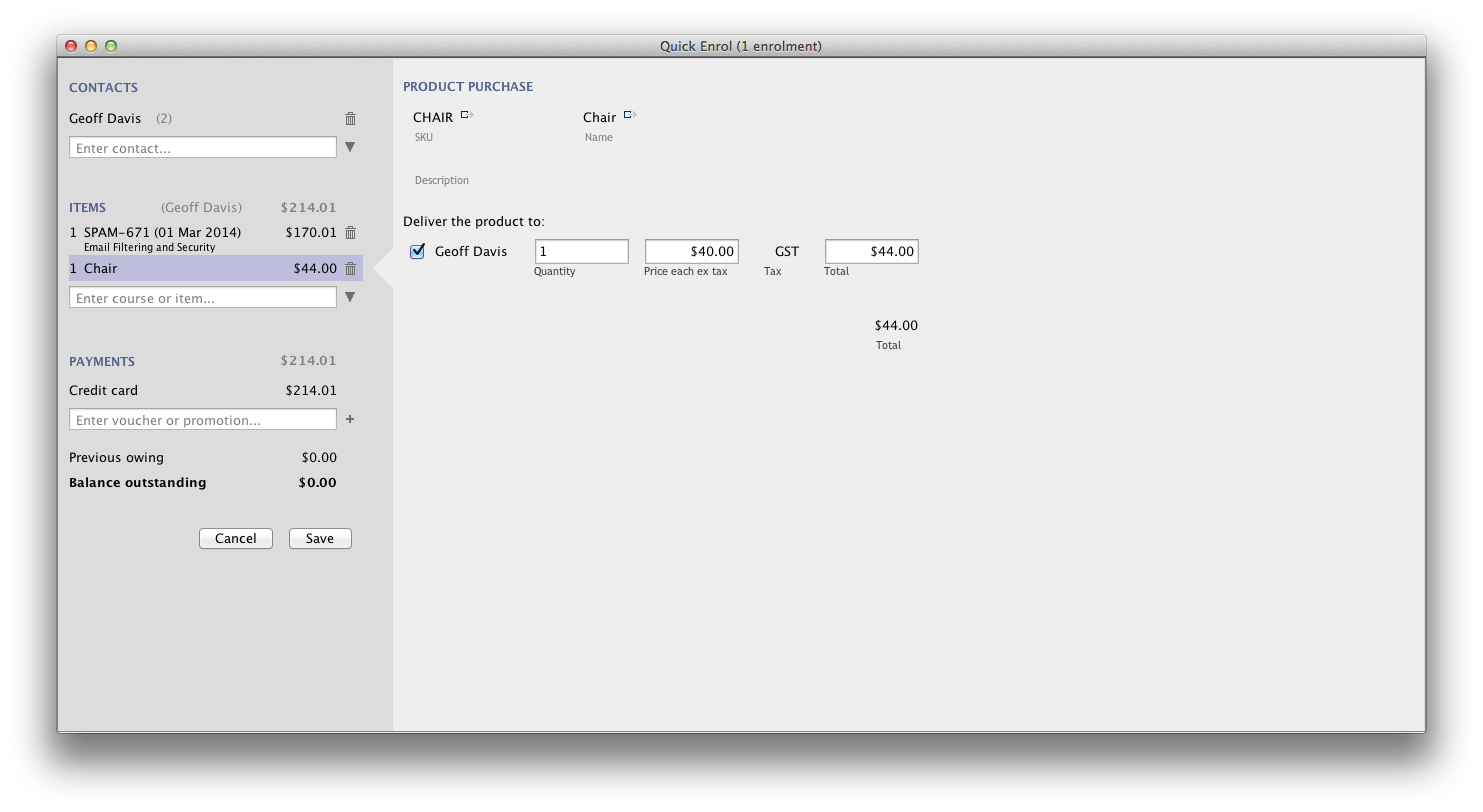 Quick Enrol (1 enrolment)
CONTACTS
Geoff Davis (2)
Enter contact...
ITEMS (Geoff Davis) $214.01
1 SPAM-671 (01 Mar 2014) $170.01
Email Filtering and Security
1 Chair $44.00
Enter course or item...
PAYMENTS $214.01
Credit card $214.01
Enter voucher or promotion...
Previous owing $0.00
Balance outstanding $0.00
Cancel Save
PRODUCT PURCHASE
CHAIR Chair
SKU Name
Description
Deliver the product to:
Geoff Davis 1 $40.00 GST $44.00
Quantity Price each ex tax Tax Total
$44.00
Total